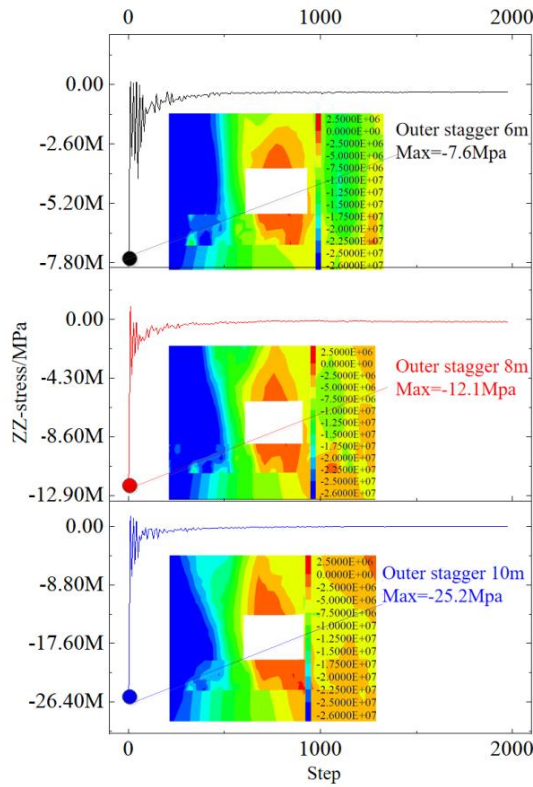 0 1000 2000
0.00
-2.60M
-5.20M
-7.80M
2.5000E+06
0.0000E+00
-2.5000E+06
-5.0000E+06
-7.5000E+06
-1.0000E+07
-1.2500E+07
-1.5000E+07
-1.7500E+07
-2.0000E+07
-2.2500E+07
-2.5000E+07
-2.6000E+07
Outer stagger 6m
Max=-7.6Mpa
ZZ-stress/MPa
0.00
-4.30M
-8.60M
-12.90M
2.5000E+06
0.0000E+00
-2.5000E+06
-5.0000E+06
-7.5000E+06
-1.0000E+07
-1.2500E+07
-1.5000E+07
-1.7500E+07
-2.0000E+07
-2.2500E+07
-2.5000E+07
-2.6000E+07
Outer stagger 8m
Max=-12.1Mpa
0.00
-8.80M
-17.60M
-26.40M
2.5000E+06
0.0000E+00
-2.5000E+06
-5.0000E+06
-7.5000E+06
-1.0000E+07
-1.2500E+07
-1.5000E+07
-1.7500E+07
-2.0000E+07
-2.2500E+07
-2.5000E+07
-2.6000E+07
Outer stagger 10m
Max=-25.2Mpa
0 1000 2000
Step